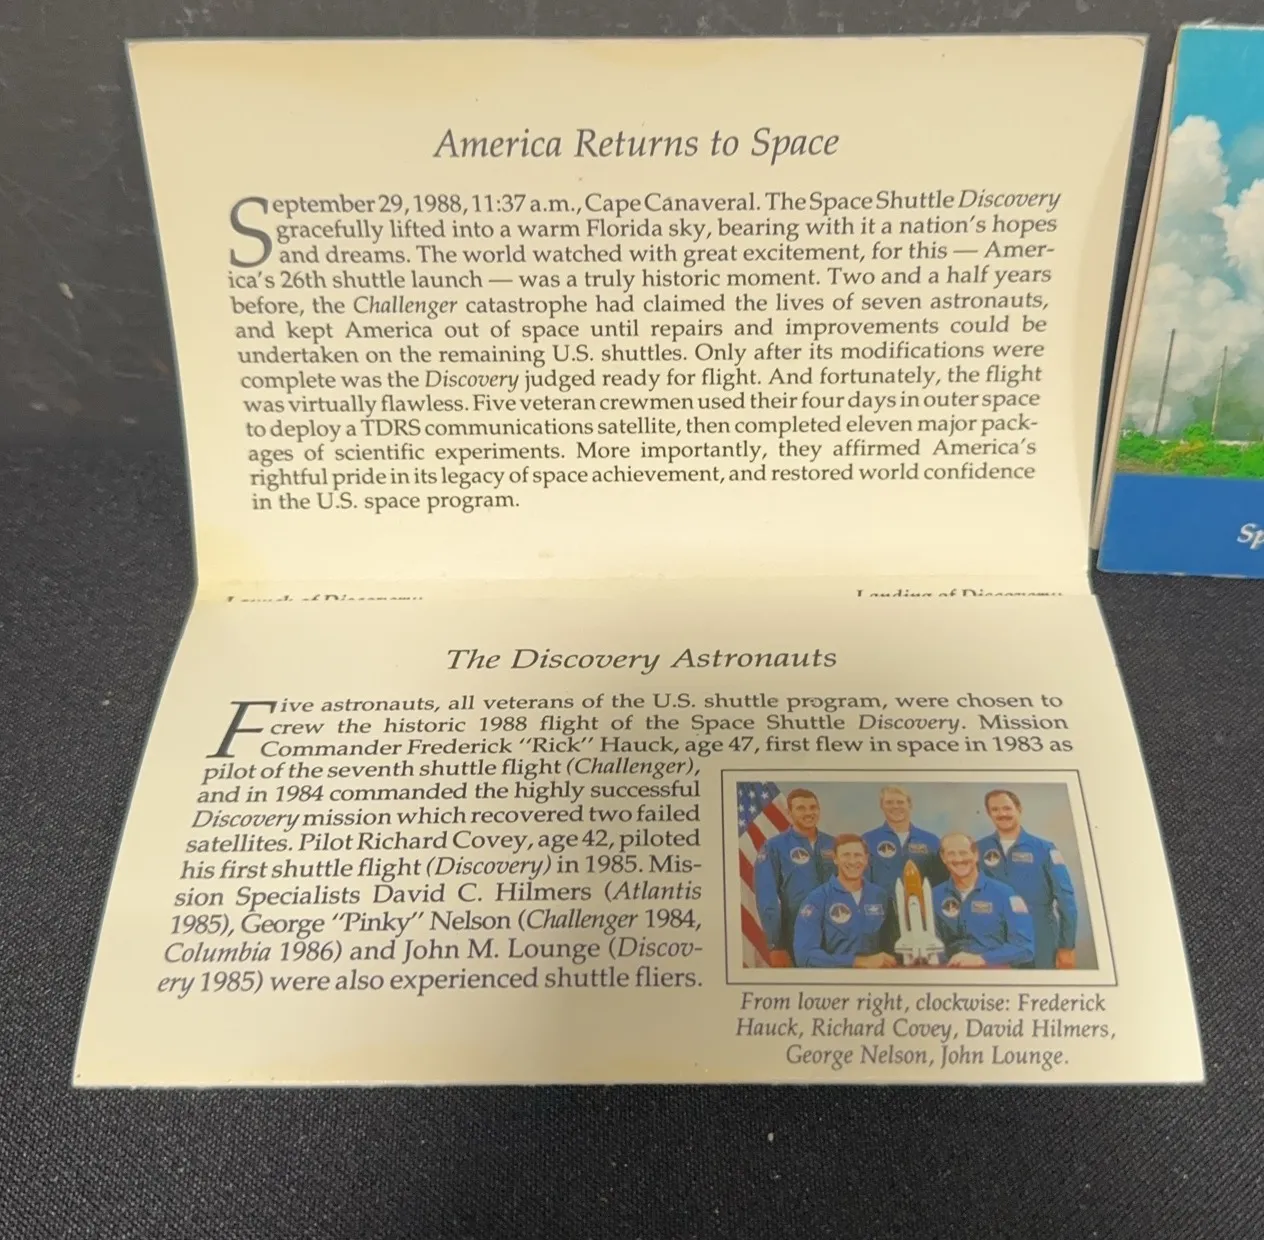 America Returns to Space
September 29, 1988, 11:37 a.m., Cape Canaveral. The Space Shuttle Discovery
gracefully lifted into a warm Florida sky, bearing with it a nation's hopes
and dreams. The world watched with great excitement, for this — Amer-
ica's 26th shuttle launch — was a truly historic moment. Two and a half years
before, the Challenger catastrophe had claimed the lives of seven astronauts,
and kept America out of space until repairs and improvements could be
undertaken on the remaining U.S. shuttles. Only after its modifications were
complete was the Discovery judged ready for flight. And fortunately, the flight
was virtually flawless. Five veteran crewmen used their four days in outer space
to deploy a TDRS communications satellite, then completed eleven major pack-
ages of scientific experiments. More importantly, they affirmed America's
rightful pride in its legacy of space achievement, and restored world confidence
in the U.S. space program.
Launch of Discovery
Landing of Discovery
The Discovery Astronauts
Five astronauts, all veterans of the U.S. shuttle program, were chosen to
crew the historic 1988 flight of the Space Shuttle Discovery. Mission
Commander Frederick "Rick" Hauck, age 47, first flew in space in 1983 as
pilot of the seventh shuttle flight (Challenger),
and in 1984 commanded the highly successful
Discovery mission which recovered two failed
satellites. Pilot Richard Covey, age 42, piloted
his first shuttle flight (Discovery) in 1985. Mis-
sion Specialists David C. Hilmers (Atlantis
1985), George "Pinky" Nelson (Challenger 1984,
Columbia 1986) and John M. Lounge (Discov-
ery 1985) were also experienced shuttle fliers.
From lower right, clockwise: Frederick
Hauck, Richard Covey, David Hilmers,
George Nelson, John Lounge.